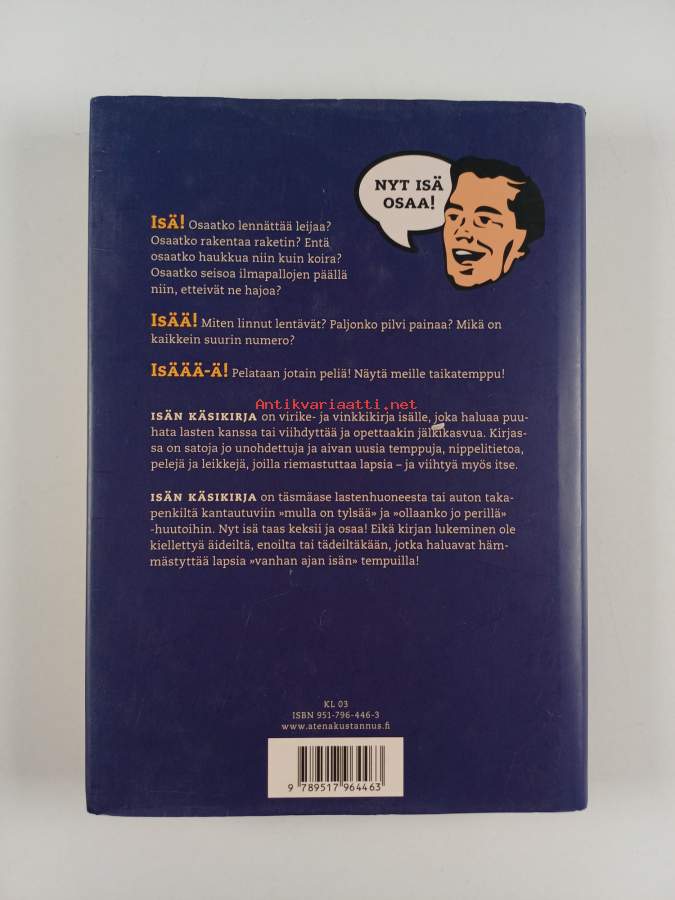 NYT ISÄ
OSAA!
Isä! Osaatko lennättää leijaa?
Osaatko rakentaa raketin? Entä
osaatko haukkua niin kuin koira?
Osaatko seisoa ilmapallojen päällä
niin, etteivät ne hajoa?
Isää! Miten linnut lentävät? Paljonko pilvi painaa? Mikä on
kaikkein suurin numero?
Isäää-ä! Pelataan jotain peliä! Näytä meille taikatemppu!
Antikvariaatti.net
ISÄN KÄSIKIRJA on virike- ja vinkkikirja isälle, joka haluaa puu-
hata lasten kanssa tai viihdyttää ja opettaakin jälkikasvua. Kirjas-
sa on satoja jo unohdettuja ja aivan uusia temppuja, nippelitietoa,
pelejä ja leikkejä, joilla riemastuttaa lapsia – ja viihtyä myös itse.
ISÄN KÄSIKIRJA on täsmäase lastenhuoneesta tai auton taka-
penkiltä kantautuviin »mulla on tylsää» ja »ollaanko jo perillä»
-huutoihin. Nyt isä taas keksii ja osaa! Eikä kirjan lukeminen ole
kiellettyä äideiltä, enoilta tai tädeiltäkään, jotka haluavat häm-
mästyttää lapsia »vanhan ajan isän» tempuilla!
KL 03
ISBN 951-796-446-3
www.atenakustannus.fi
9 789517 964463